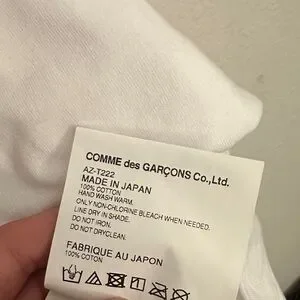 COMME des GARÇONS Co.,Ltd.
AZ-T222
MADE IN JAPAN
100% COTTON
HAND WASH WARM.
ONLY NON-CHLORINE BLEACH WHEN NEEDED.
LINE DRY IN SHADE.
DO NOT IRON.
DO NOT DRYCLEAN.
FABRIQUE AU JAPON
100% COTON